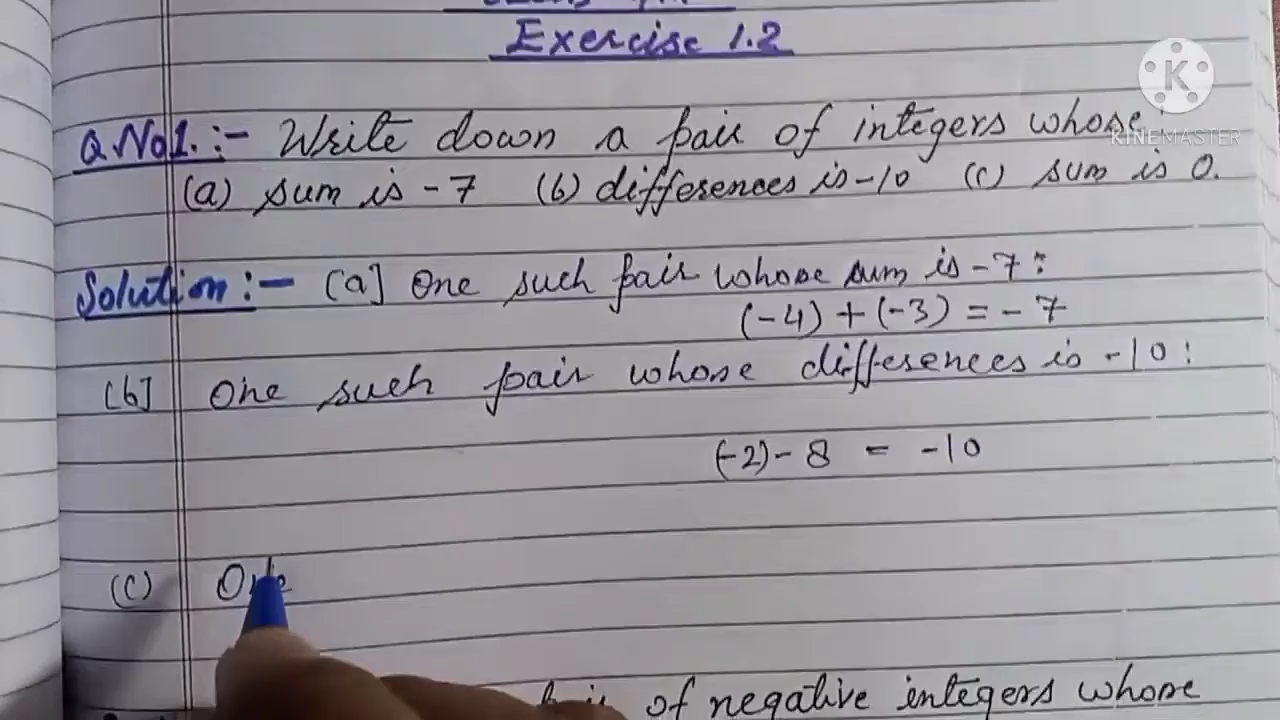 Exercise 1.2
K
KINEMASTER
Q No1. :- Write down a pair of integers whose
(a) sum is -7 (b) differences is -10 (c) sum is 0.
Solution :- (a] One such pair whose sum is -7:
(-4) + (-3) = -7
(b] One such pair whose differences is -10:
(-2) - 8 = -10
(c) One
of negative integers whose